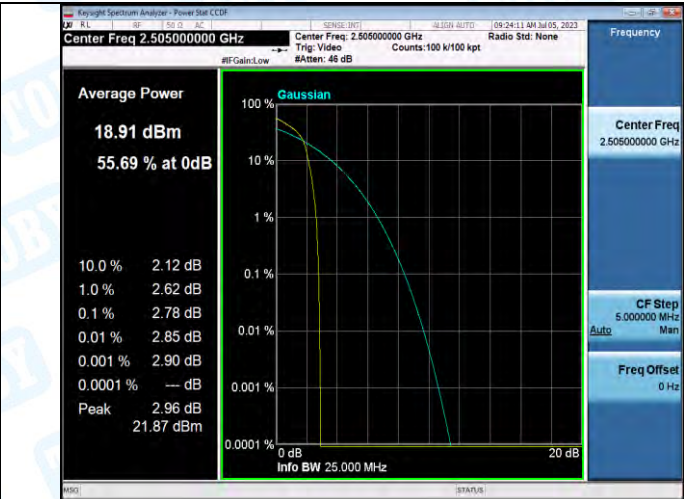 Keysight Spectrum Analyzer - Power Stat CCDF
RL RF 50 Ω AC SENSE:INT ALIGN AUTO 09:24:11 AM Jul 05, 2023
Center Freq 2.505000000 GHz
Center Freq: 2.505000000 GHz
Radio Std: None
Trig: Video Counts:100 k/100 kpt
#IFGain:Low #Atten: 46 dB
Frequency
Average Power
18.91 dBm
55.69 % at 0dB
10.0 % 2.12 dB
1.0 % 2.62 dB
0.1 % 2.78 dB
0.01 % 2.85 dB
0.001 % 2.90 dB
0.0001 % --- dB
Peak 2.96 dB
21.87 dBm
Gaussian
100 %
10 %
1 %
0.1 %
0.01 %
0.001 %
0.0001 %
0 dB 20 dB
Info BW 25.000 MHz
Center Freq
2.505000000 GHz
CF Step
5.000000 MHz
Auto Man
Freq Offset
0 Hz
MSG STATUS